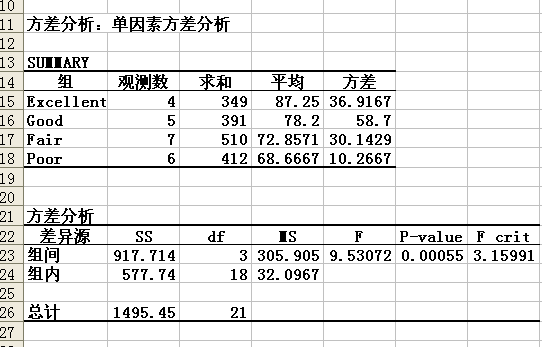 10
11 方差分析：单因素方差分析
12
13 SUMMARY
14 组 观测数 求和 平均 方差
15 Excellent 4 349 87.25 36.9167
16 Good 5 391 78.2 58.7
17 Fair 7 510 72.8571 30.1429
18 Poor 6 412 68.6667 10.2667
19
20
21 方差分析
22 差异源 SS df MS F P-value F crit
23 组间 917.714 3 305.905 9.53072 0.00055 3.15991
24 组内 577.74 18 32.0967
25
26 总计 1495.45 21
27